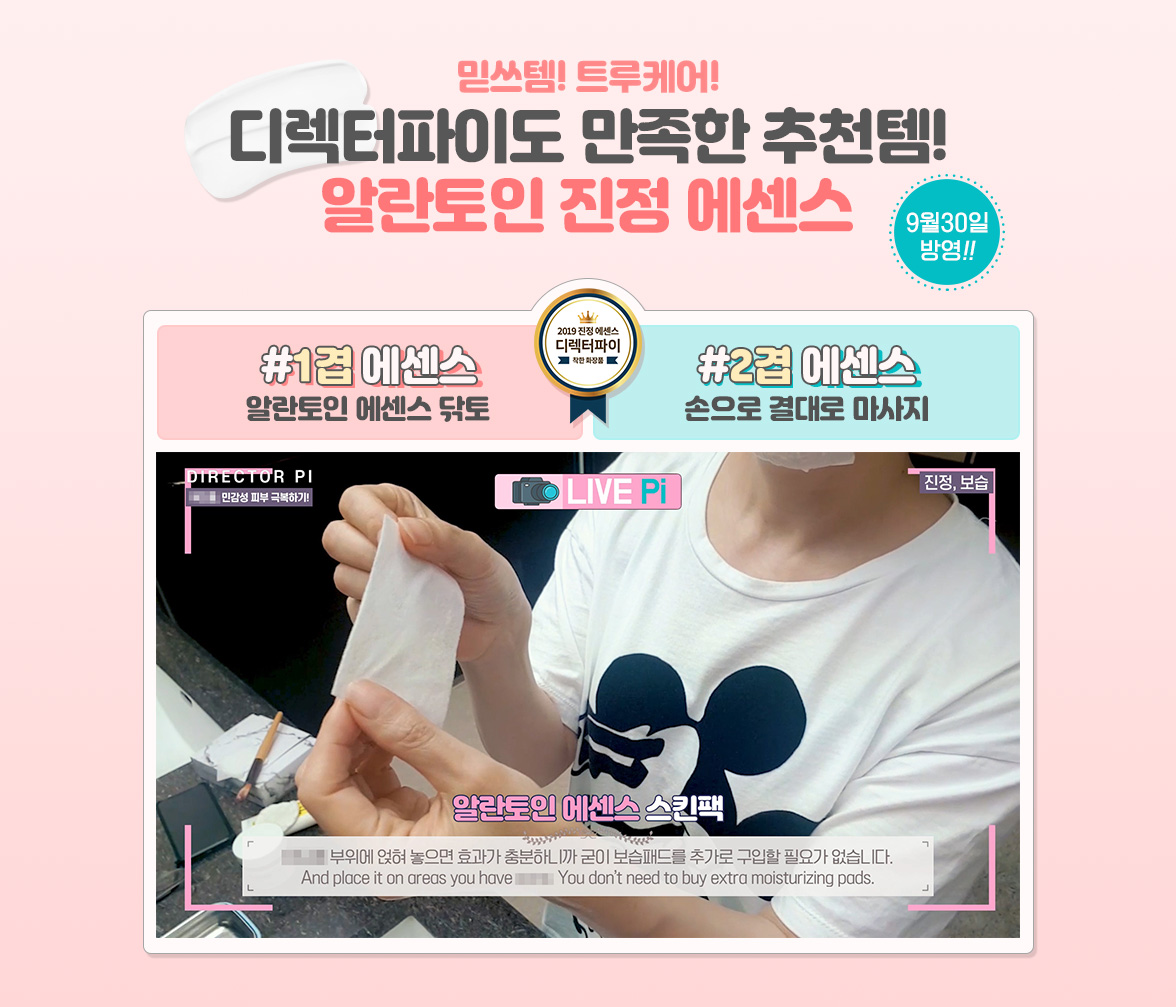 믿쓰템! 트루케어!
디렉터파이도 만족한 추천템!
알란토인 진정 에센스
9월30일
방영!!
2019 진정 에센스
디렉터파이
착한 화장품
#1겹 에센스
알란토인 에센스 닦토
#2겹 에센스
손으로 결대로 마사지
DIRECTOR PI
민감성 피부 극복하기!
LIVE Pi
진정, 보습
알란토인 에센스 스킨팩
부위에 얹혀 놓으면 효과가 충분하니까 굳이 보습패드를 추가로 구입할 필요가 없습니다.
And place it on areas you have You don't need to buy extra moisturizing pads.